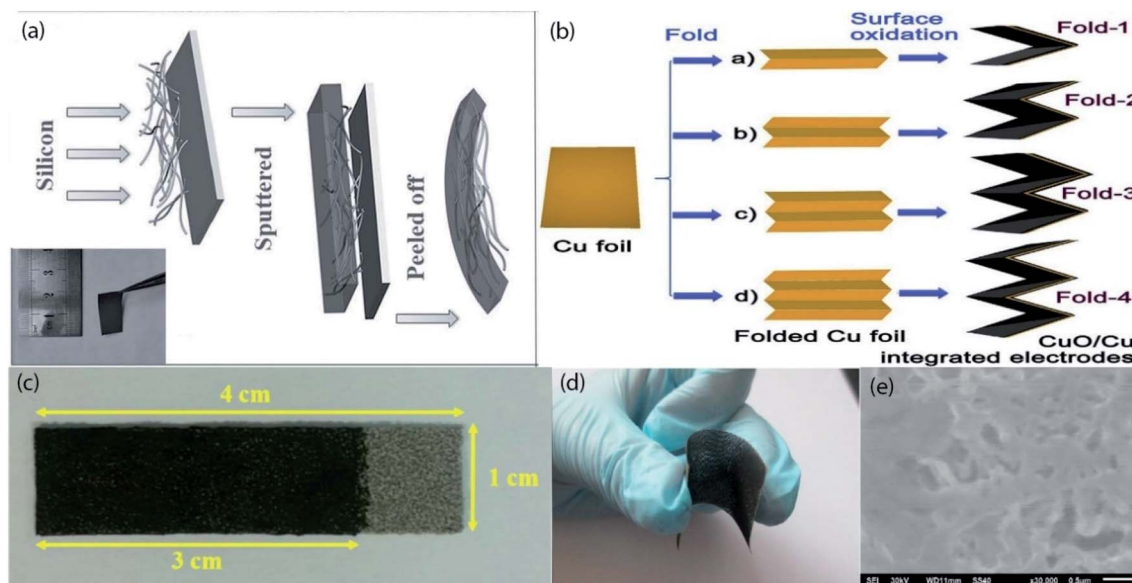 (a)
Silicon
Sputtered
Peeled off
(b)
Fold
Surface
oxidation
Cu foil
a)
b)
c)
d)
Folded Cu foil
Fold-1
Fold-2
Fold-3
Fold-4
CuO/Cu
integrated electrodes
(c)
4 cm
1 cm
3 cm
(d)
(e)
SEI 30kV WD11mm SS40 x30,000 0.5μm